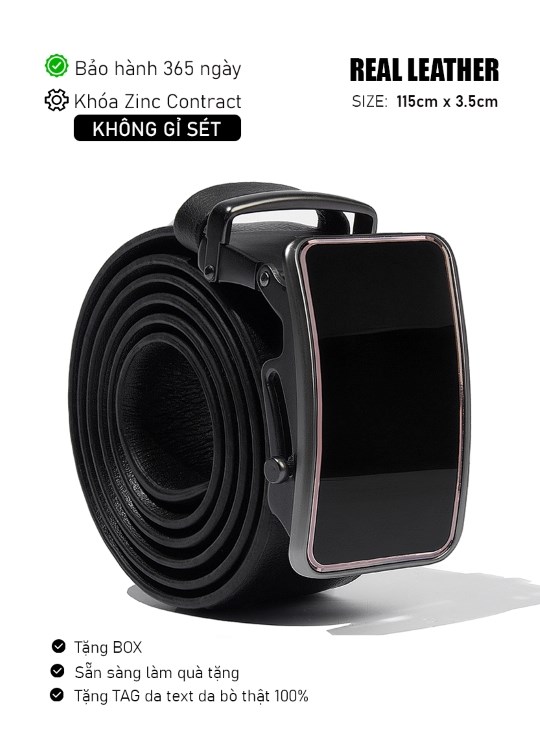 Bảo hành 365 ngày
REAL LEATHER
Khóa Zinc Contract
SIZE: 115cm x 3.5cm
KHÔNG GỈ SÉT
Tặng BOX
Sẵn sàng làm quà tặng
Tặng TAG da text da bò thật 100%